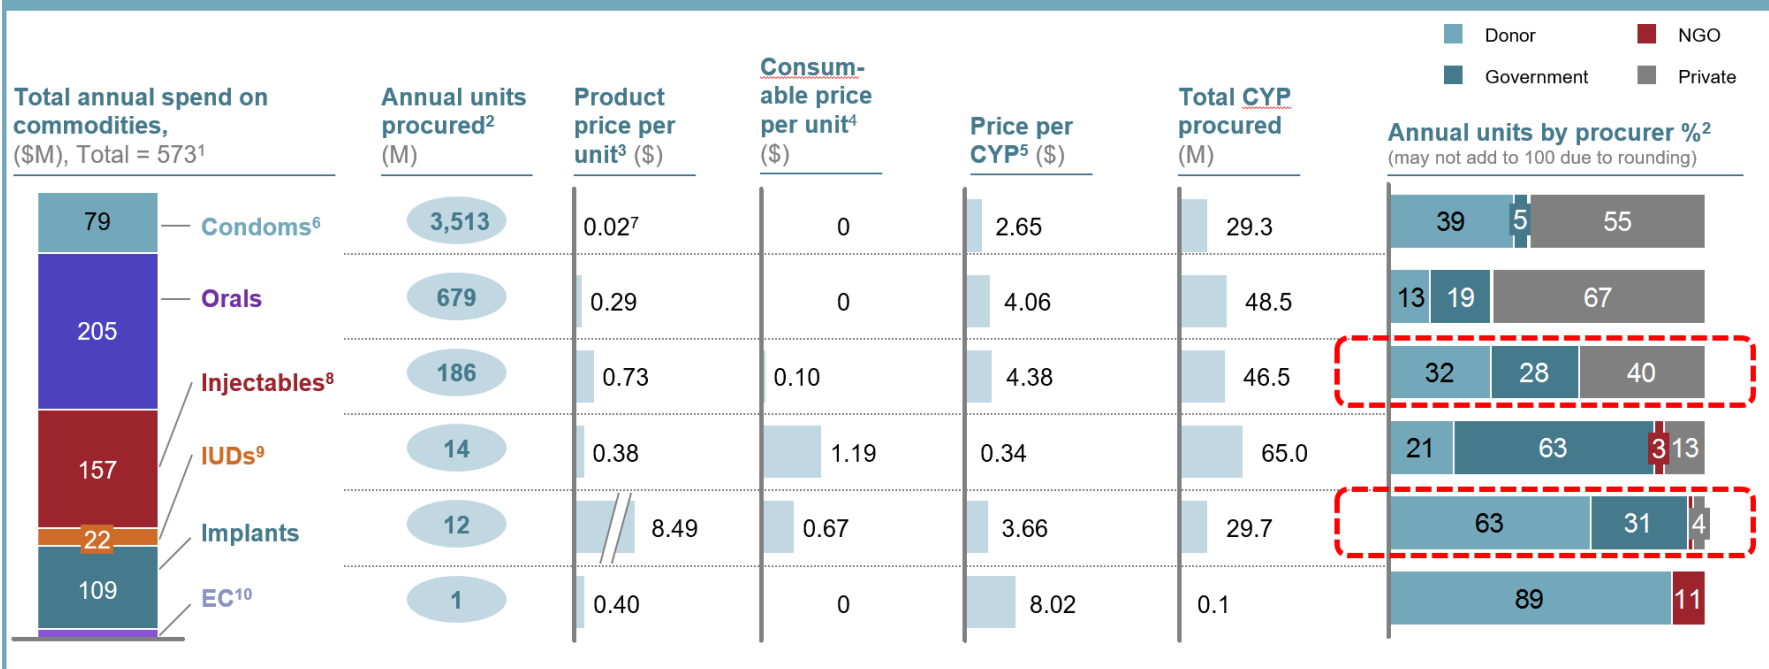 Donor
NGO
Government
Private
Total annual spend on
commodities,
($M), Total = 573¹
Annual units
procured²
(M)
Product
price per
unit³ ($)
Consum-
able price
per unit⁴
($)
Price per
CYP⁵ ($)
Total CYP
procured
(M)
Annual units by procurer %²
(may not add to 100 due to rounding)
79
Condoms⁶
3,513
0.02⁷
0
2.65
29.3
39
5
55
205
Orals
679
0.29
0
4.06
48.5
13
19
67
157
Injectables⁸
186
0.73
0.10
4.38
46.5
32
28
40
22
IUDs⁹
14
0.38
1.19
0.34
65.0
21
63
3
13
109
Implants
12
8.49
0.67
3.66
29.7
63
31
4
EC¹⁰
1
0.40
0
8.02
0.1
89
11